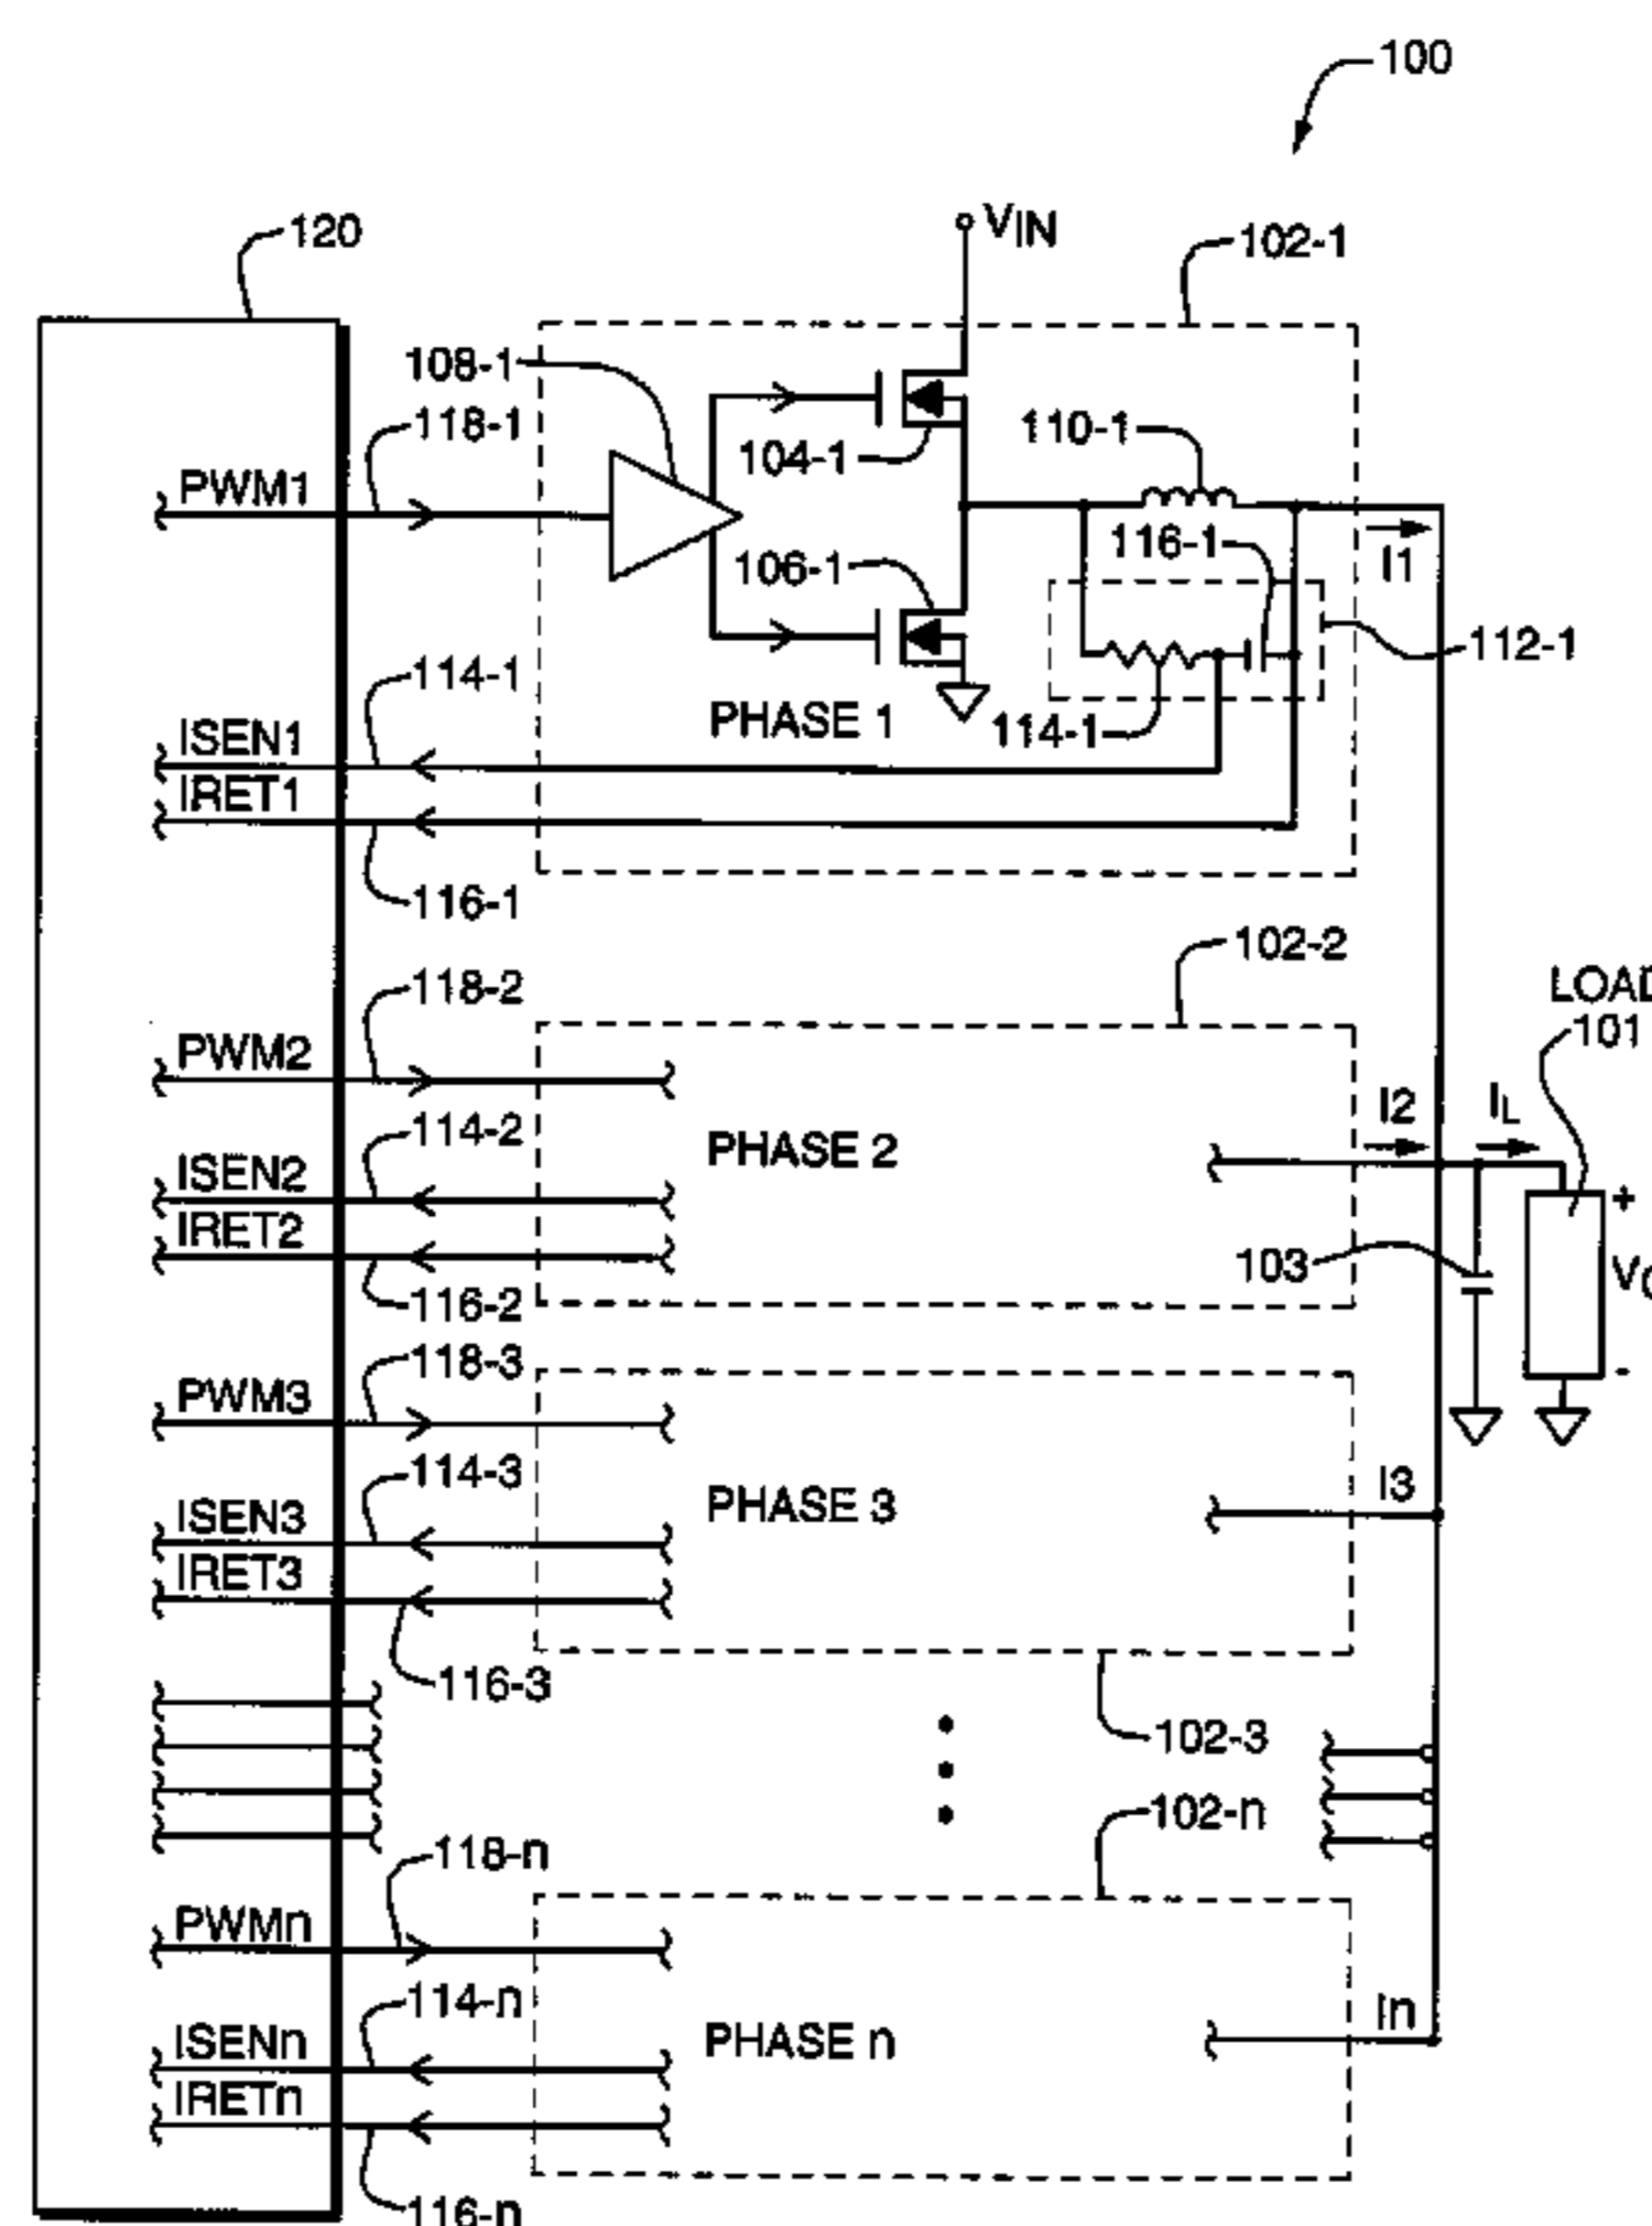 100
VIN
120
102-1
108-1
118-1
104-1
110-1
PWM1
116-1
I1
106-1
112-1
114-1
PHASE 1
114-1
ISEN1
IRET1
116-1
102-2
118-2
LOAD
101
PWM2
114-2
I2
IL
PHASE 2
ISEN2
+
IRET2
103
116-2
118-3
-
PWM3
114-3
I3
PHASE 3
ISEN3
IRET3
116-3
102-3
102-n
118-n
PWMn
114-n
In
ISENn
PHASE n
IRETn
116-n